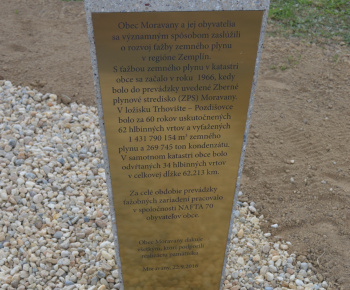 Obec Moravany a jej obyvatelia
sa významným spôsobom zaslúžili
o rozvoj ťažby zemného plynu
v regióne Zemplín.
S ťažbou zemného plynu v katastri
obce sa začalo v roku 1966, kedy
bolo do prevádzky uvedené Zberné
plynové stredisko (ZPS) Moravany.
V ložisku Trhovište - Pozdišovce
bolo za 60 rokov uskutočnených
62 hlbinných vrtov a vyťažených
1 431 790 154 m³ zemného
plynu a 269 745 ton kondenzátu.
V samotnom katastri obce bolo
odvŕtaných 34 hlbinných vrtov
v celkovej dĺžke 62,213 km.
Za celé obdobie prevádzky
ťažobných zariadení pracovalo
v spoločnosti NAFTA 70
obyvateľov obce.
Obec Moravany